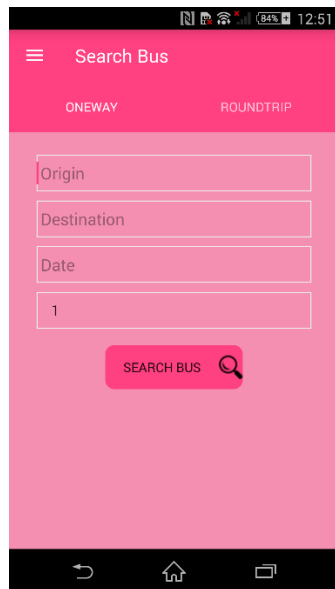 84% 12:51
Search Bus
ONEWAY ROUNDTRIP
Origin
Destination
Date
1
SEARCH BUS